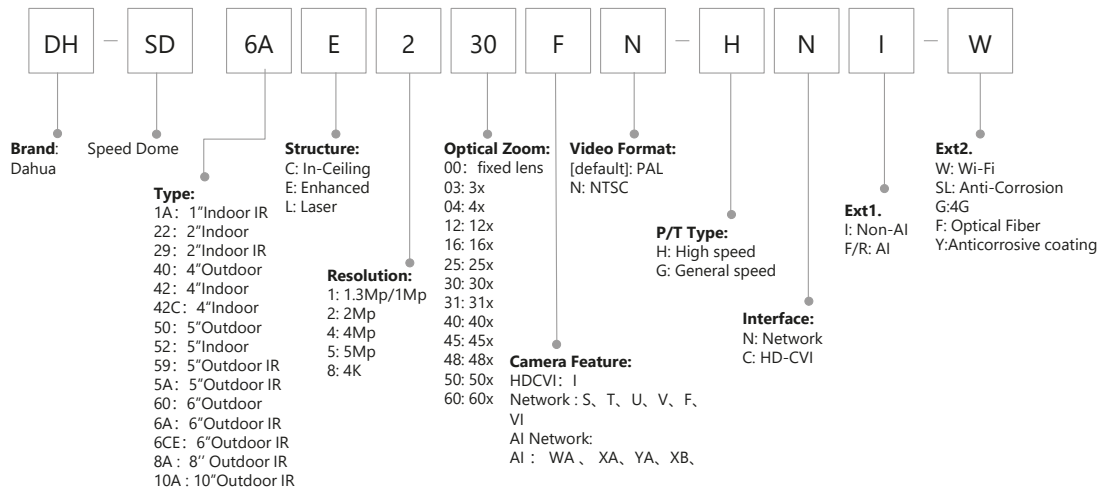 DH – SD 6A E 2 30 F N – H N I – W
Brand:
Dahua
Speed Dome
Type:
1A: 1"Indoor IR
22: 2"Indoor
29: 2"Indoor IR
40: 4"Outdoor
42: 4"Indoor
42C: 4"Indoor
50: 5"Outdoor
52: 5"Indoor
59: 5"Outdoor IR
5A: 5"Outdoor IR
60: 6"Outdoor
6A: 6"Outdoor IR
6CE: 6"Outdoor IR
8A : 8'' Outdoor IR
10A : 10"Outdoor IR
Structure:
C: In-Ceiling
E: Enhanced
L: Laser
Resolution:
1: 1.3Mp/1Mp
2: 2Mp
4: 4Mp
5: 5Mp
8: 4K
Optical Zoom:
00: fixed lens
03: 3x
04: 4x
12: 12x
16: 16x
25: 25x
30: 30x
31: 31x
40: 40x
45: 45x
48: 48x
50: 50x
60: 60x
Camera Feature:
HDCVI: I
Network : S、T、U、V、F、
VI
AI Network:
AI : WA 、 XA、YA、XB、
Video Format:
[default]: PAL
N: NTSC
P/T Type:
H: High speed
G: General speed
Interface:
N: Network
C: HD-CVI
Ext1.
I: Non-AI
F/R: AI
Ext2.
W: Wi-Fi
SL: Anti-Corrosion
G:4G
F: Optical Fiber
Y:Anticorrosive coating